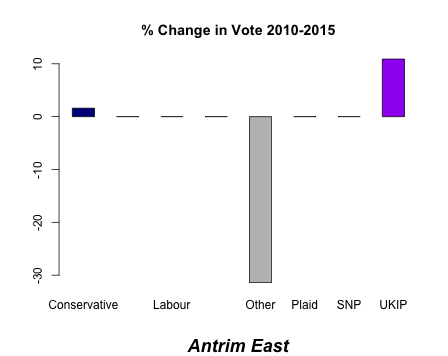 % Change in Vote 2010-2015
10
0
-10
-20
-30
Conservative Labour Other Plaid SNP UKIP
Antrim East